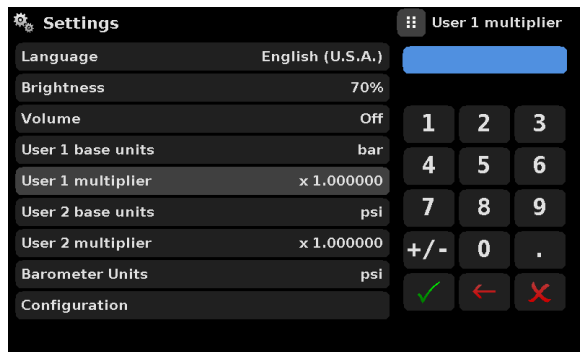 Settings
Language English (U.S.A.)
Brightness 70%
Volume Off
User 1 base units bar
User 1 multiplier x 1.000000
User 2 base units psi
User 2 multiplier x 1.000000
Barometer Units psi
Configuration
User 1 multiplier
1 2 3
4 5 6
7 8 9
+/- 0 .